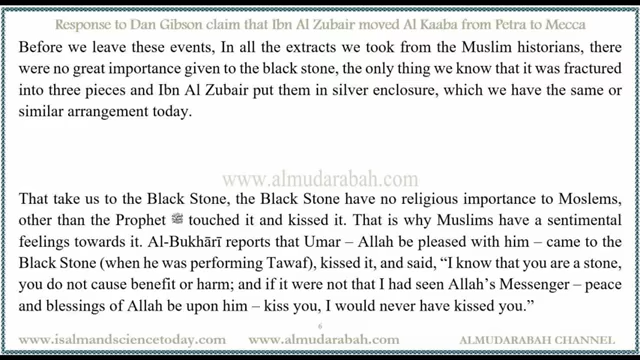 Response to Dan Gibson claim that Ibn Al Zubair moved Al Kaaba from Petra to Mecca
Before we leave these events, In all the extracts we took from the Muslim historians, there
were no great importance given to the black stone, the only thing we know that it was fractured
into three pieces and Ibn Al Zubair put them in silver enclosure, which we have the same or
similar arrangement today.
www.almudarabah.com
That take us to the Black Stone, the Black Stone have no religious importance to Moslems,
other than the Prophet ﷺ touched it and kissed it. That is why Muslims have a sentimental
feelings towards it. Al-Bukhārī reports that Umar – Allah be pleased with him – came to the
Black Stone (when he was performing Tawaf), kissed it, and said, “I know that you are a stone,
you do not cause benefit or harm; and if it were not that I had seen Allah’s Messenger – peace
and blessings of Allah be upon him – kiss you, I would never have kissed you.”
6
www.isalmandsciencetoday.com www.almudarabah.com ALMUDARABAH CHANNEL